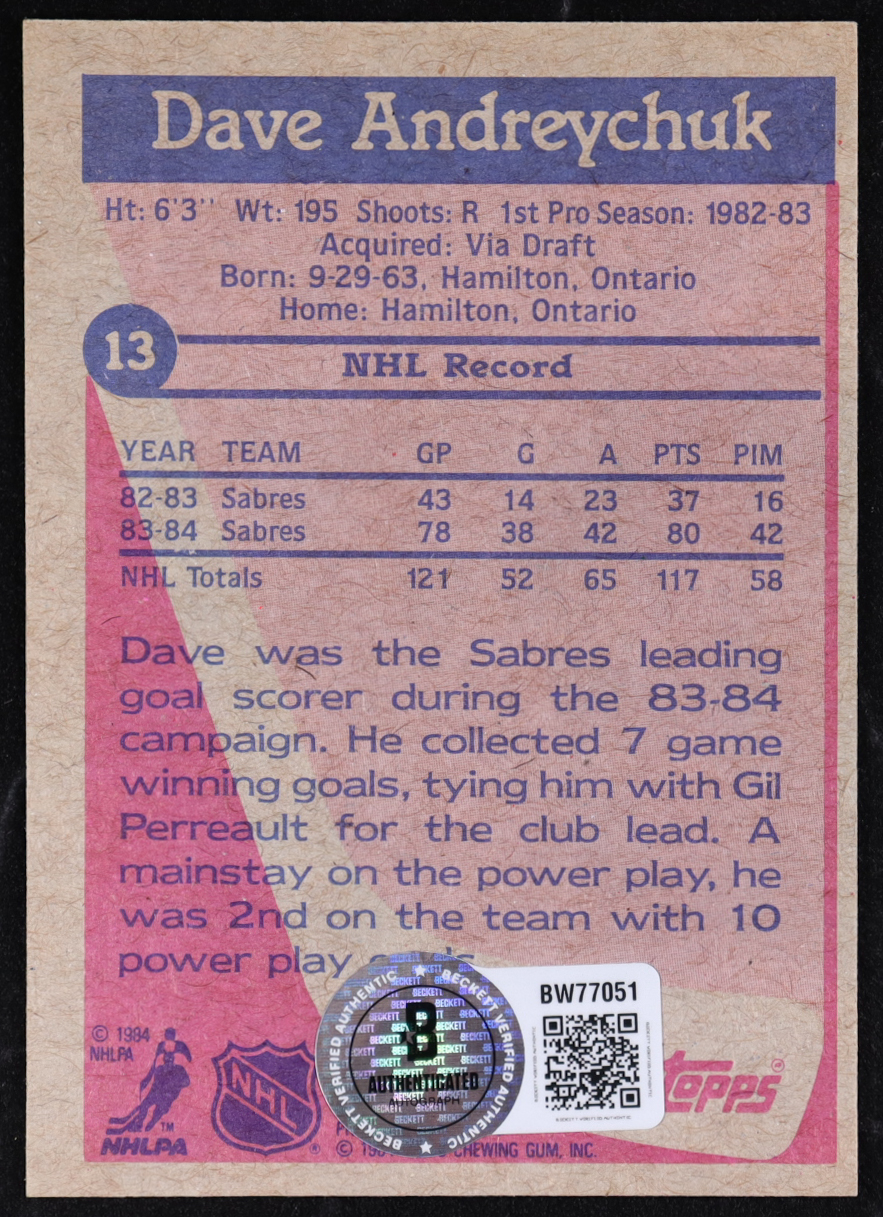 Dave Andreychuk
Ht: 6'3'' Wt: 195 Shoots: R 1st Pro Season: 1982-83
Acquired: Via Draft
Born: 9-29-63, Hamilton, Ontario
Home: Hamilton, Ontario
13
NHL Record
YEAR TEAM GP G A PTS PIM
82-83 Sabres 43 14 23 37 16
83-84 Sabres 78 38 42 80 42
NHL Totals 121 52 65 117 58
Dave was the Sabres leading
goal scorer during the 83-84
campaign. He collected 7 game
winning goals, tying him with Gil
Perreault for the club lead. A
mainstay on the power play, he
was 2nd on the team with 10
power play
BECKETT VERIFIED AUTHENTIC
BECKETT VERIFIED AUTHENTIC
B
AUTHENTICATED
AUTOGRAPH
BW77051
© 1984
NHLPA
TM
NHLPA
NHL
®
topps®
© CHEWING GUM, INC.